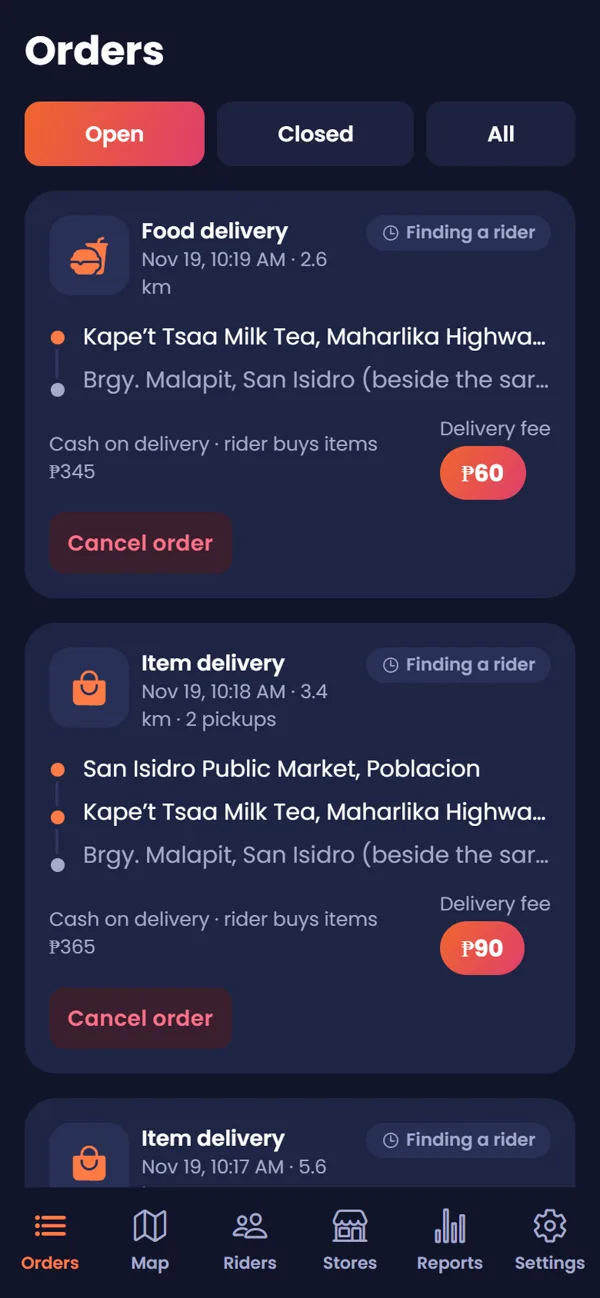 Orders
Open
Closed
All
Food delivery
Finding a rider
Nov 19, 10:19 AM · 2.6
km
Kape’t Tsaa Milk Tea, Maharlika Highwa...
Brgy. Malapit, San Isidro (beside the sar...
Delivery fee
Cash on delivery · rider buys items
₱345
₱60
Cancel order
Item delivery
Finding a rider
Nov 19, 10:18 AM · 3.4
km · 2 pickups
San Isidro Public Market, Poblacion
Kape’t Tsaa Milk Tea, Maharlika Highwa...
Brgy. Malapit, San Isidro (beside the sar...
Delivery fee
Cash on delivery · rider buys items
₱365
₱90
Cancel order
Item delivery
Finding a rider
Nov 19, 10:17 AM · 5.6
Orders
Map
Riders
Stores
Reports
Settings